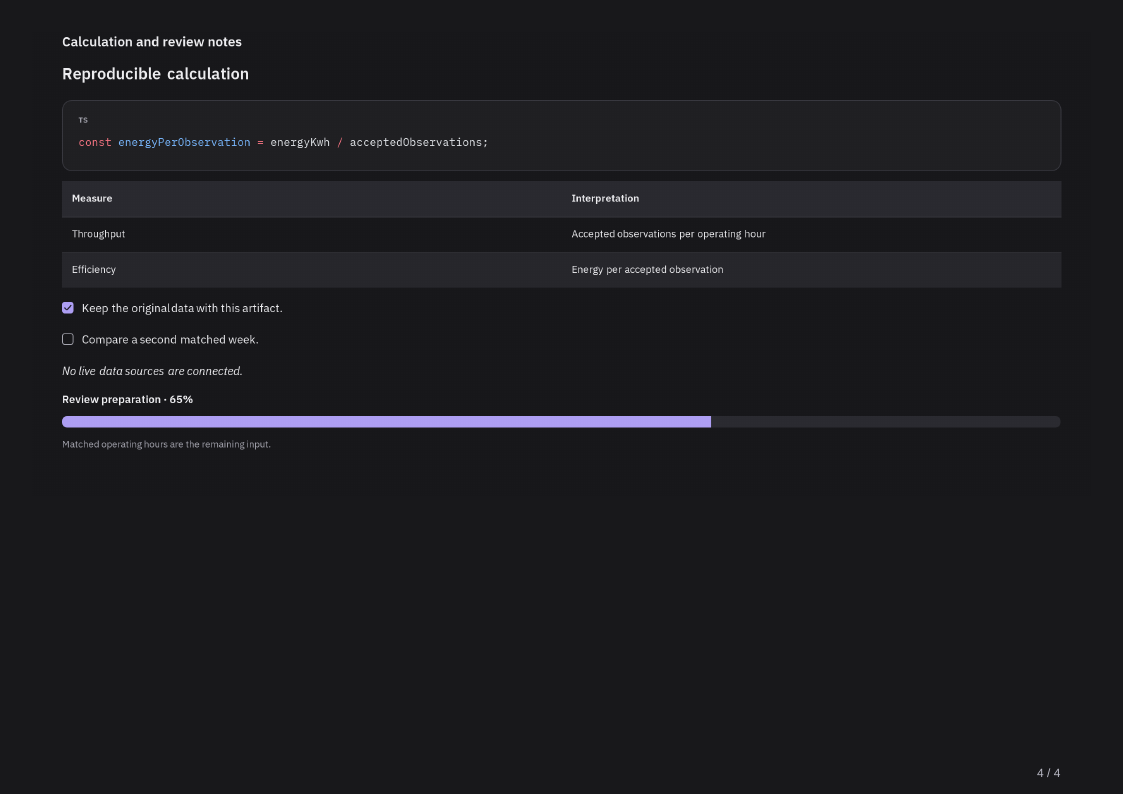 Calculation and review notes
Reproducible calculation
TS
const energyPerObservation = energyKwh / acceptedObservations;
Measure Interpretation
Throughput Accepted observations per operating hour
Efficiency Energy per accepted observation
Keep the original data with this artifact.
Compare a second matched week.
No live data sources are connected.
Review preparation · 65%
Matched operating hours are the remaining input.
4 / 4